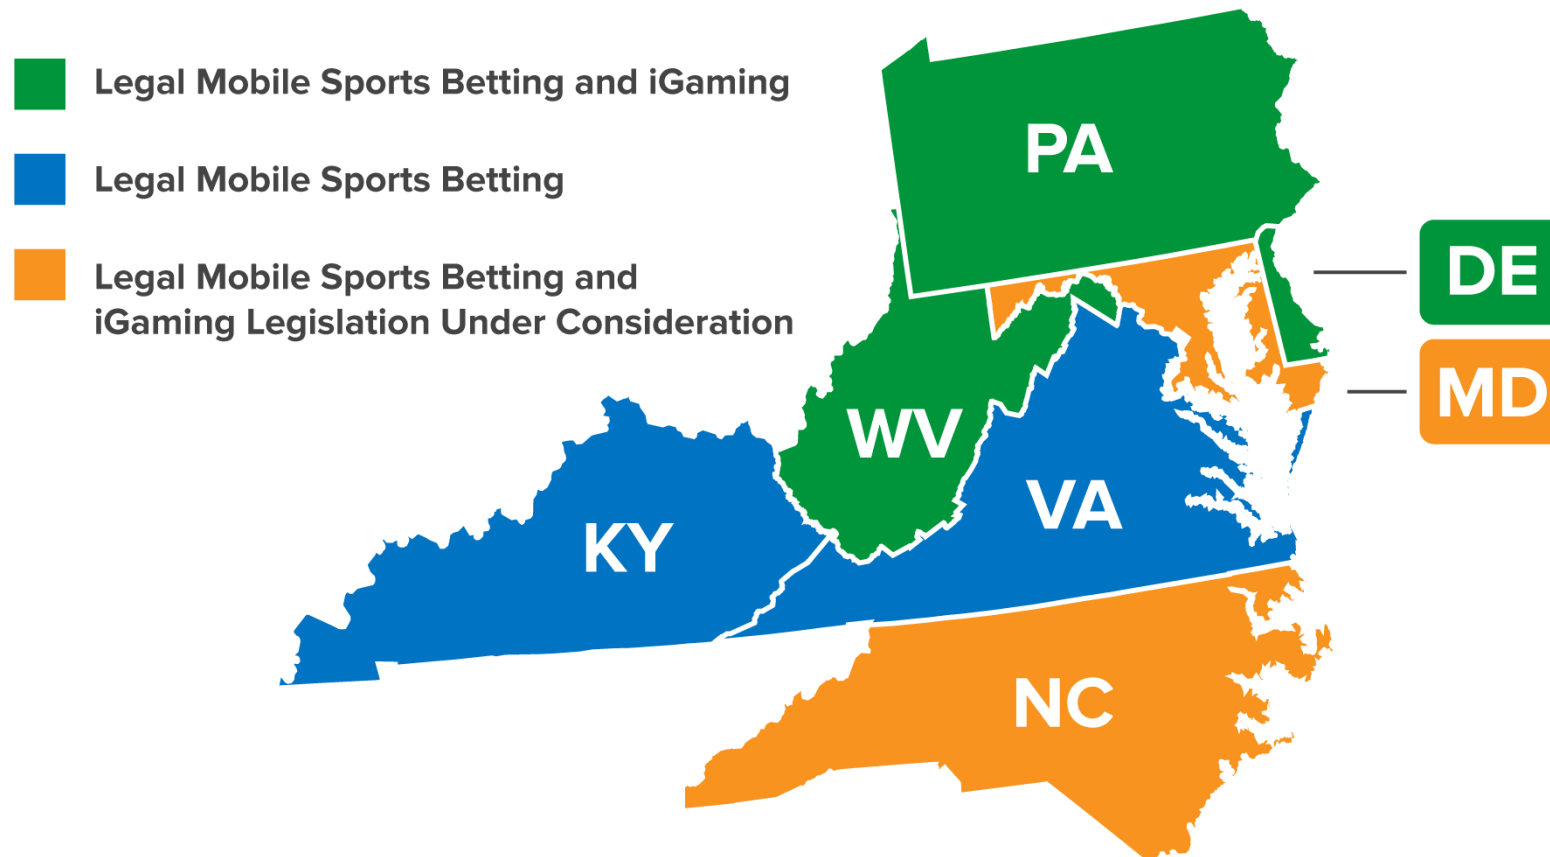 Legal Mobile Sports Betting and iGaming
Legal Mobile Sports Betting
Legal Mobile Sports Betting and
iGaming Legislation Under Consideration
PA
DE
MD
WV
VA
KY
NC